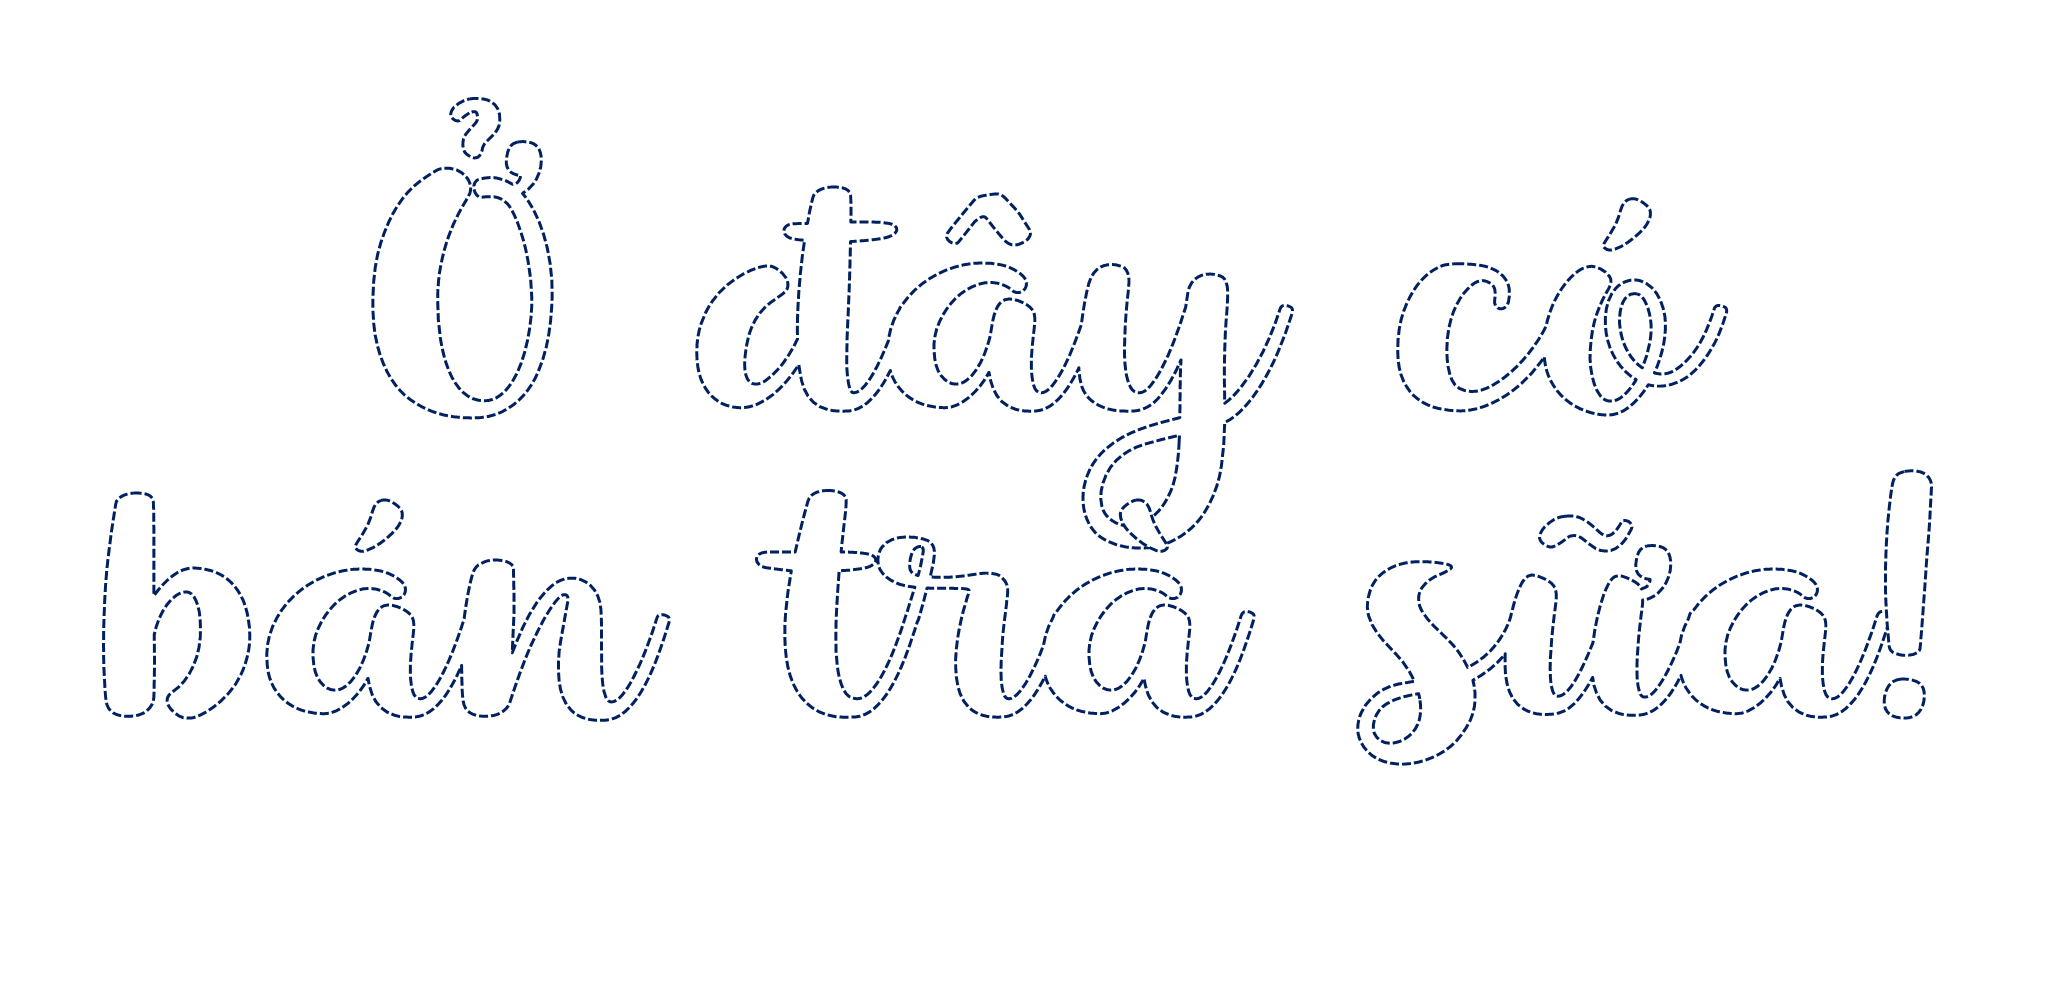 Ở đây có
bán trà sữa!